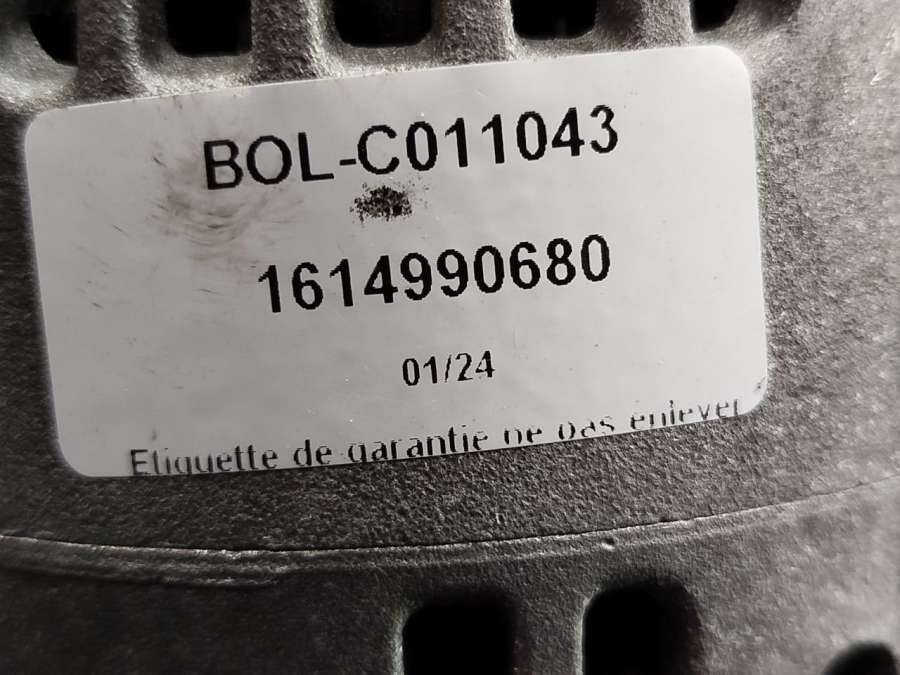 BOL-C011043
1614990680
01/24
Etiquette de garantie ne pas enlever